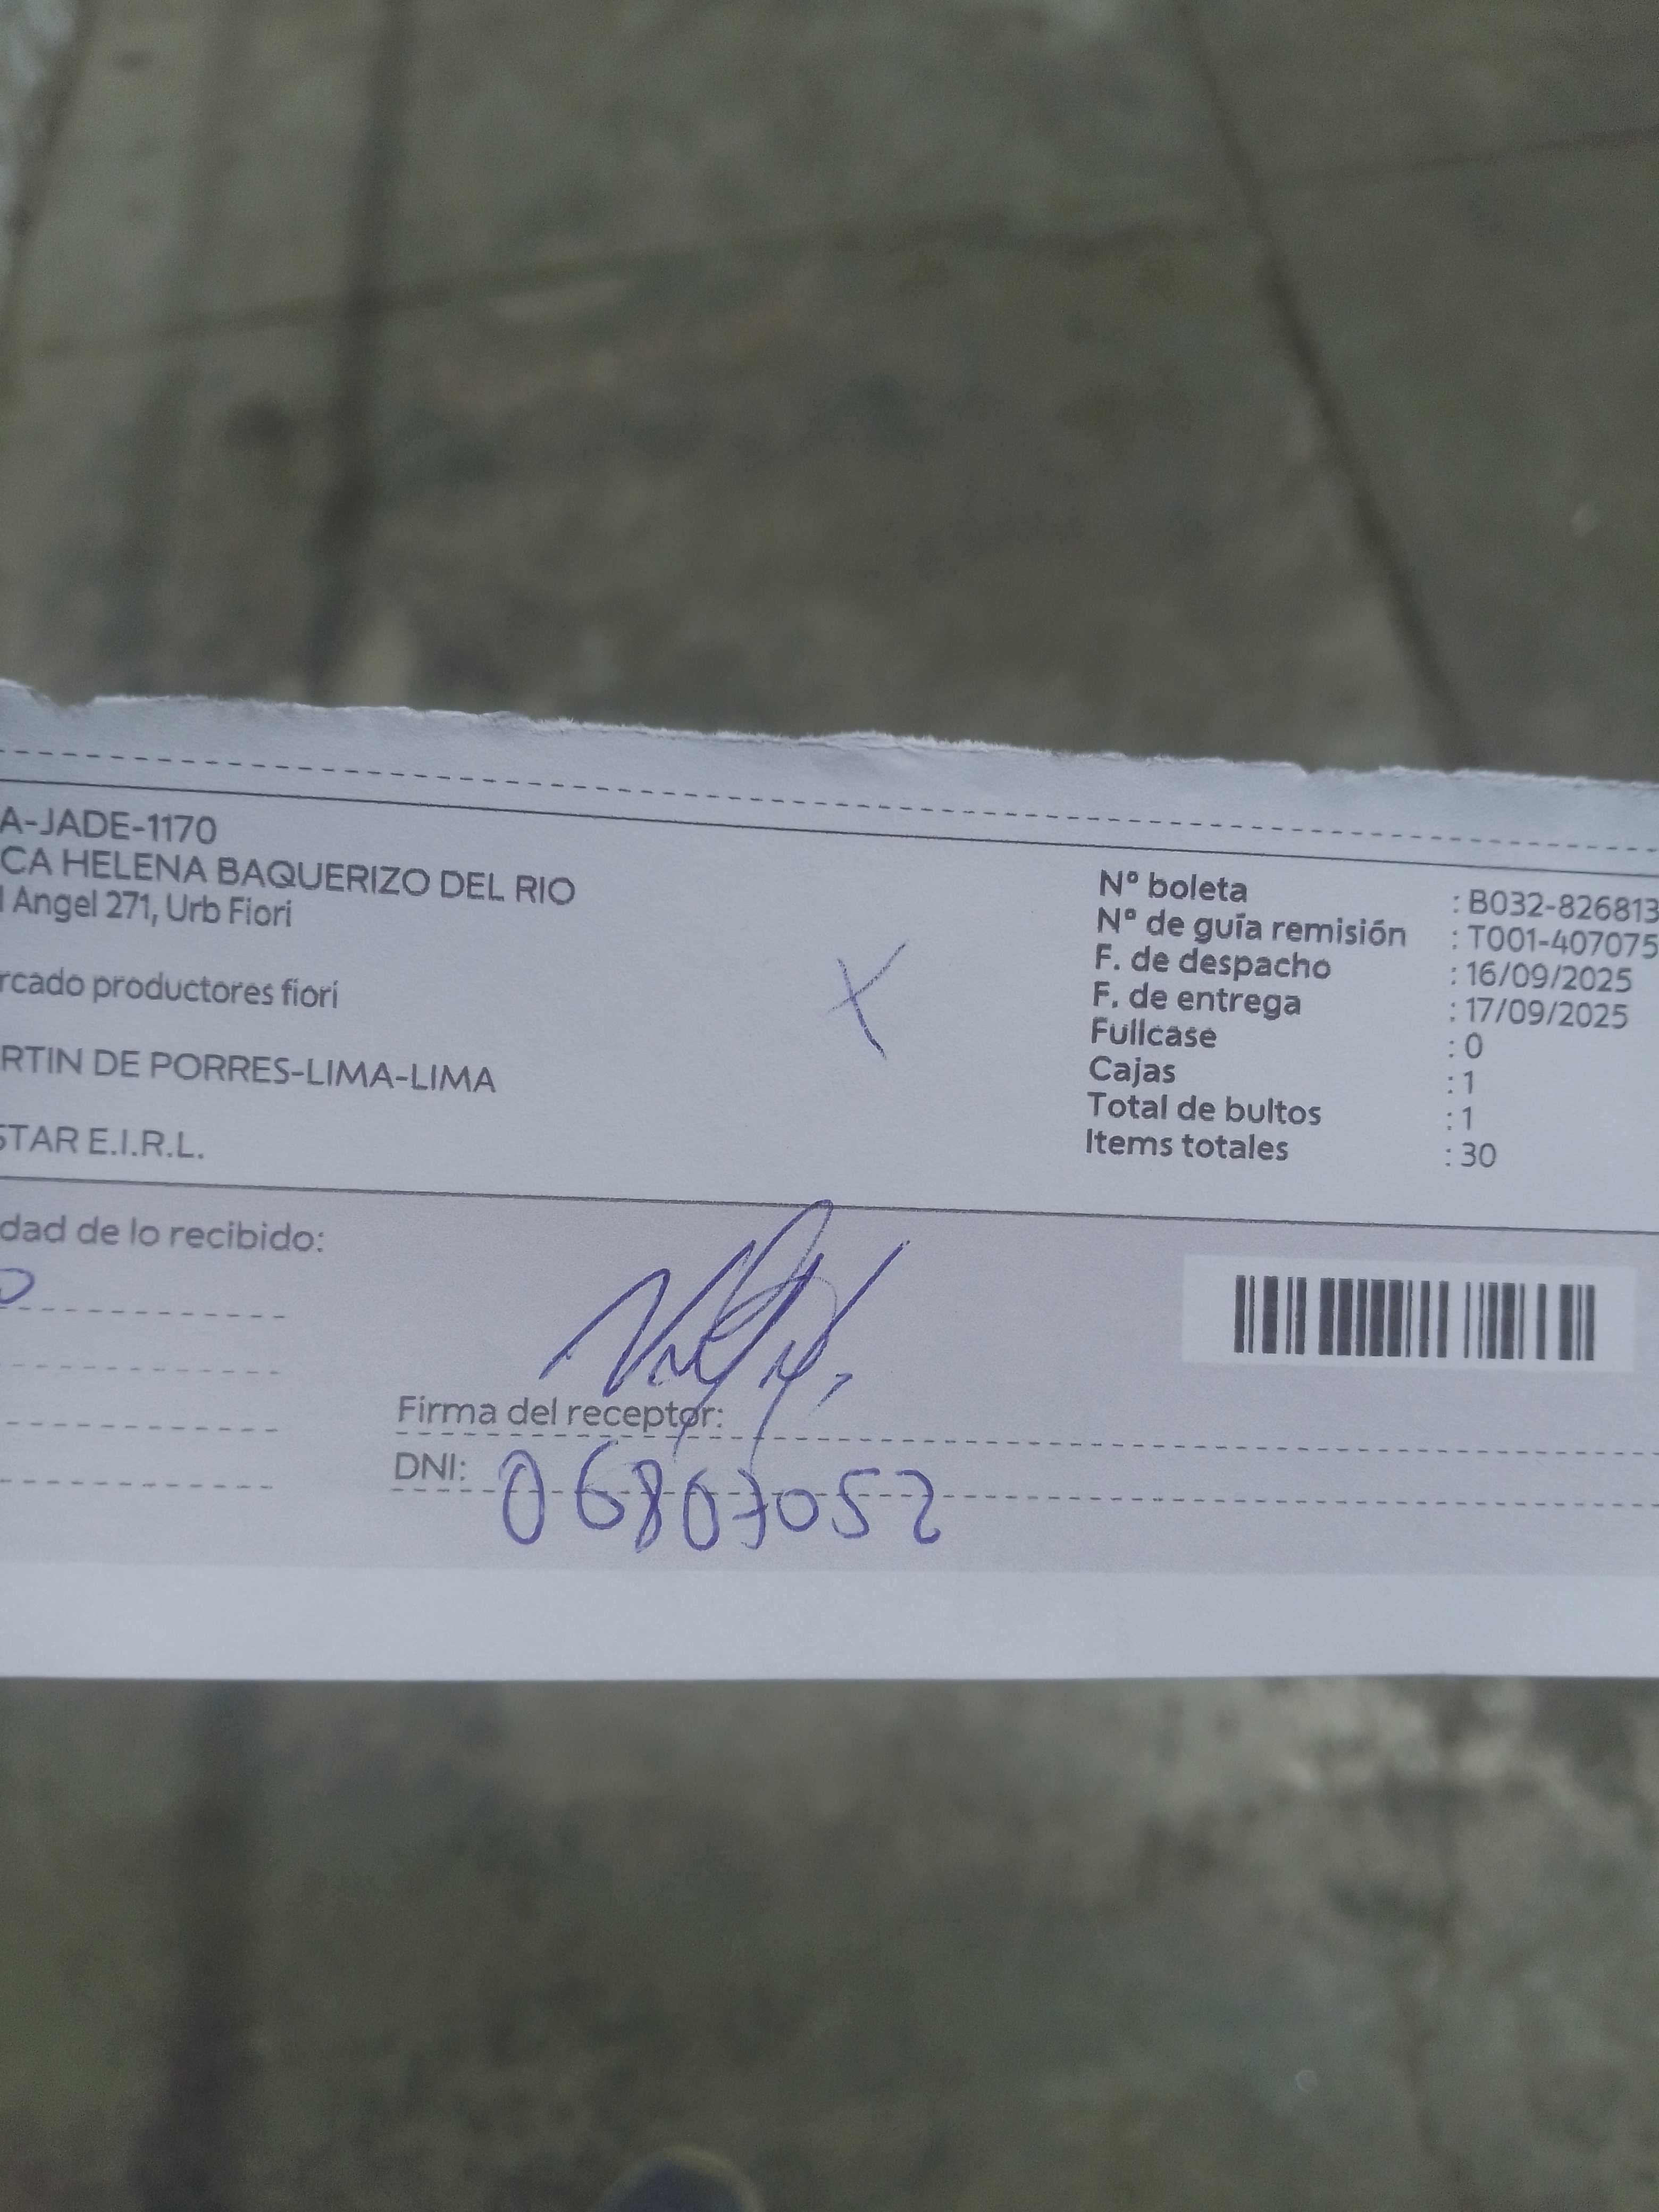 A-JADE-1170
CA HELENA BAQUERIZO DEL RIO
l Angel 271, Urb Fiori
rcado productores fiori
RTIN DE PORRES-LIMA-LIMA
STAR E.I.R.L.
Nº boleta : B032-826813
Nº de guía remisión : T001-407075
F. de despacho : 16/09/2025
F. de entrega : 17/09/2025
Fullcase : 0
Cajas : 1
Total de bultos : 1
Items totales : 30
X
dad de lo recibido:
Firma del receptor:
DNI: 06807052